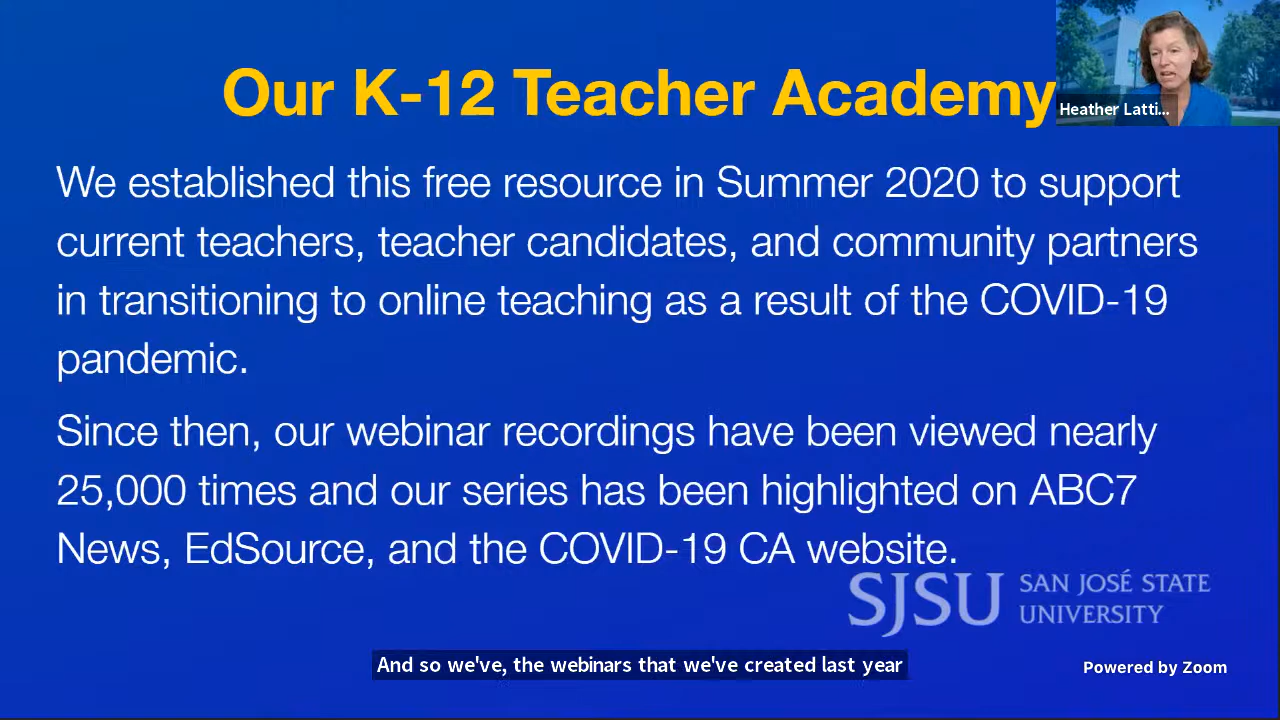 Our K-12 Teacher Academy
Heather Latti...
We established this free resource in Summer 2020 to support
current teachers, teacher candidates, and community partners
in transitioning to online teaching as a result of the COVID-19
pandemic.
Since then, our webinar recordings have been viewed nearly
25,000 times and our series has been highlighted on ABC7
News, EdSource, and the COVID-19 CA website.
SJSU SAN JOSÉ STATE
UNIVERSITY
And so we've, the webinars that we've created last year
Powered by Zoom